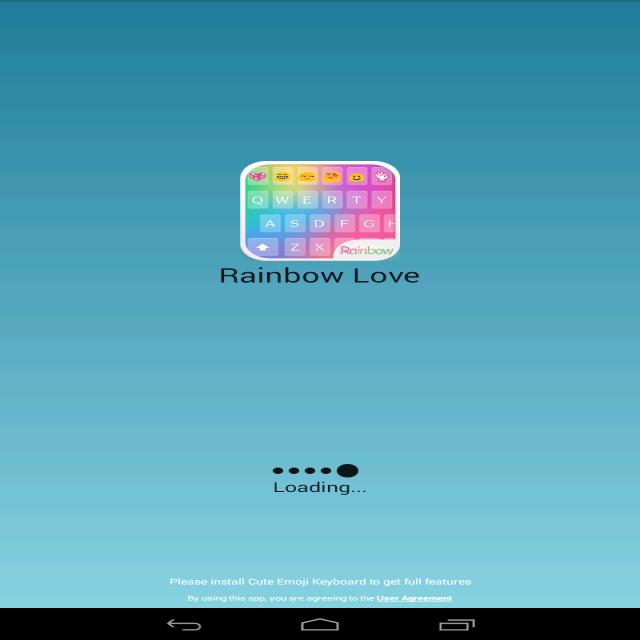 Q W E R T Y
A S D F G H
Z X Rainbow
Rainbow Love
Loading...
Please install Cute Emoji Keyboard to get full features
By using this app, you are agreeing to the User Agreement